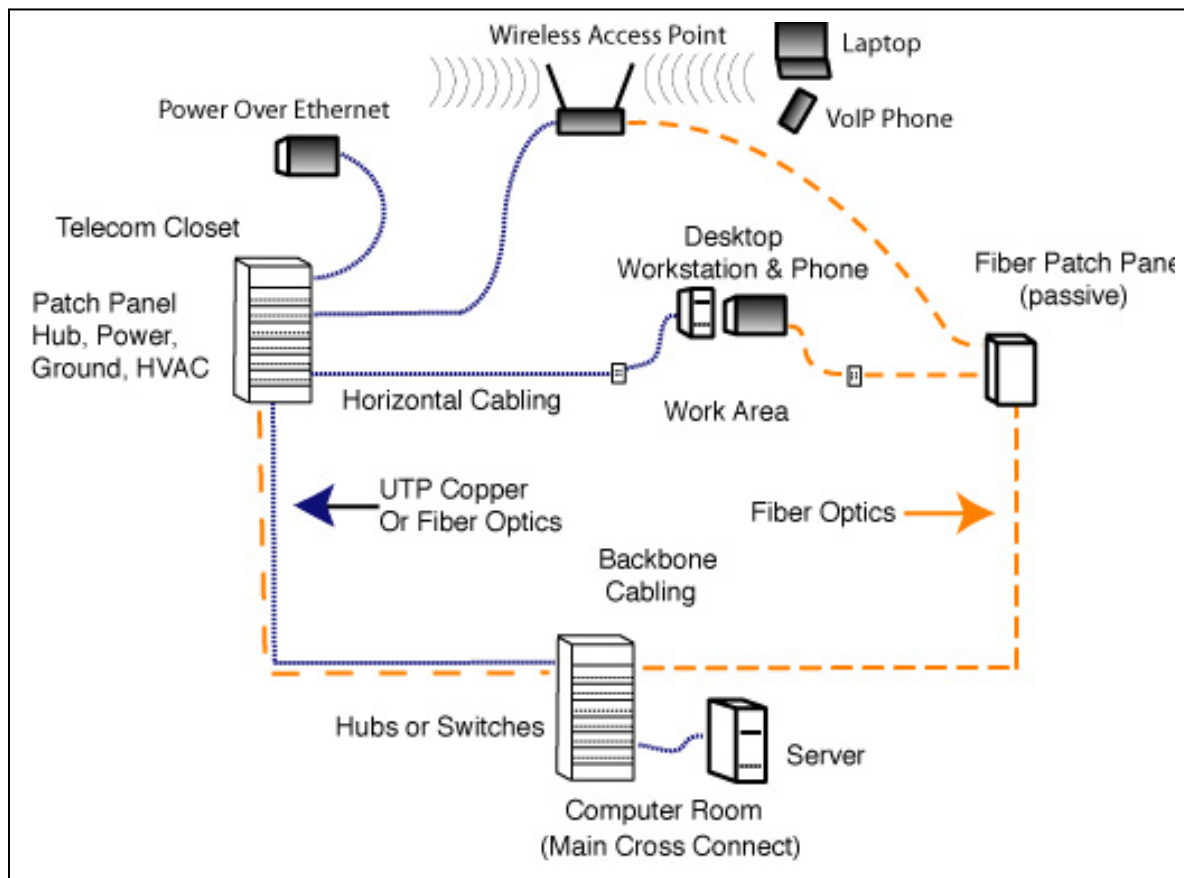 Wireless Access Point
Laptop
VoIP Phone
Power Over Ethernet
Telecom Closet
Patch Panel
Hub, Power,
Ground, HVAC
Desktop
Workstation & Phone
Fiber Patch Pane
(passive)
Horizontal Cabling
Work Area
UTP Copper
Or Fiber Optics
Fiber Optics
Backbone
Cabling
Hubs or Switches
Server
Computer Room
(Main Cross Connect)